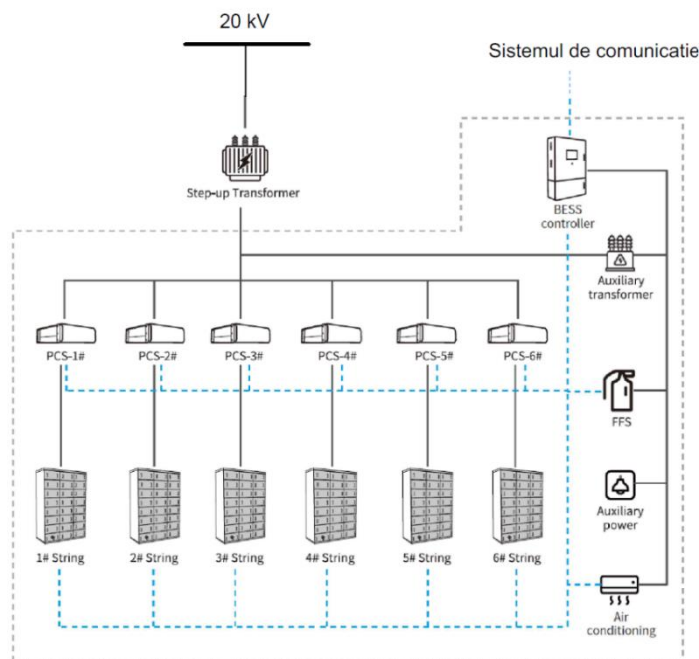 20 kV
Sistemul de comunicatie
Step-up Transformer
BESS
controller
Auxiliary
transformer
PCS-1#
PCS-2#
PCS-3#
PCS-4#
PCS-5#
PCS-6#
FFS
Auxiliary
power
1# String
2# String
3# String
4# String
5# String
6# String
Air
conditioning